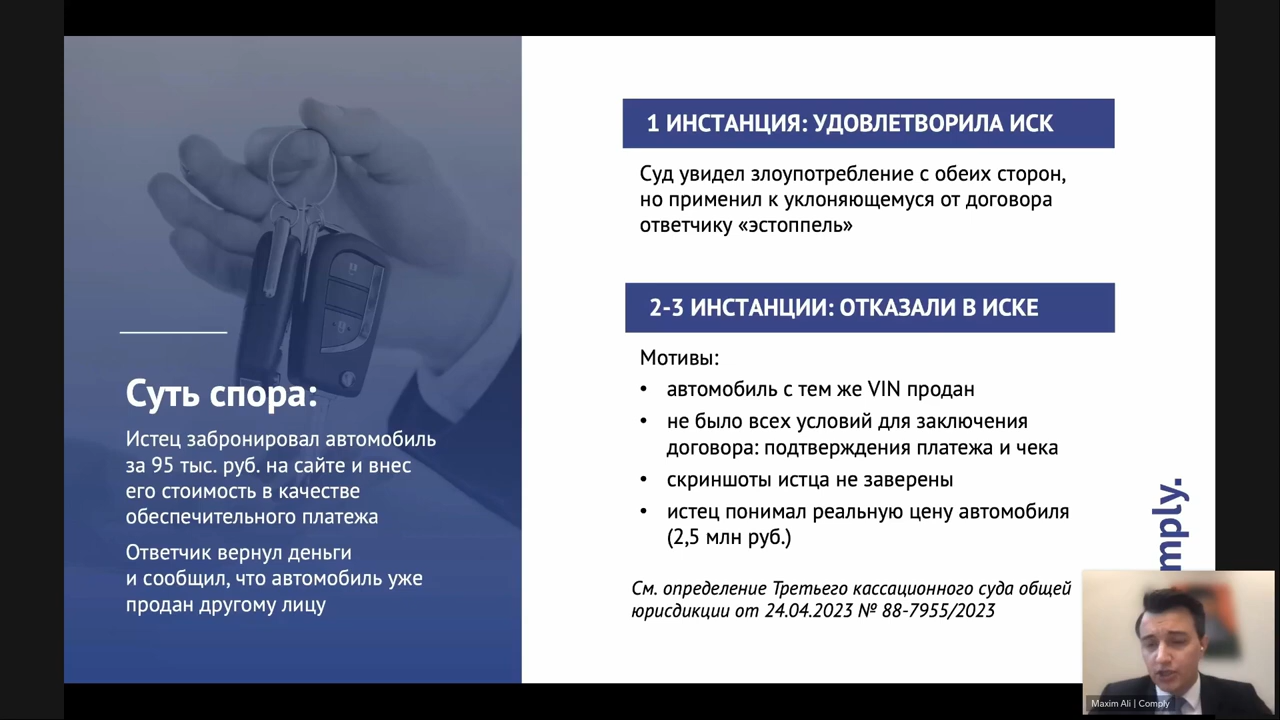 Суть спора:
Истец забронировал автомобиль
за 95 тыс. руб. на сайте и внес
его стоимость в качестве
обеспечительного платежа
Ответчик вернул деньги
и сообщил, что автомобиль уже
продан другому лицу
1 ИНСТАНЦИЯ: УДОВЛЕТВОРИЛА ИСК
Суд увидел злоупотребление с обеих сторон,
но применил к уклоняющемуся от договора
ответчику «эстоппель»
2-3 ИНСТАНЦИИ: ОТКАЗАЛИ В ИСКЕ
Мотивы:
• автомобиль с тем же VIN продан
• не было всех условий для заключения
договора: подтверждения платежа и чека
• скриншоты истца не заверены
• истец понимал реальную цену автомобиля
(2,5 млн руб.)
См. определение Третьего кассационного суда общей
юрисдикции от 24.04.2023 № 88-7955/2023
mply.
Maxim Ali | Comply